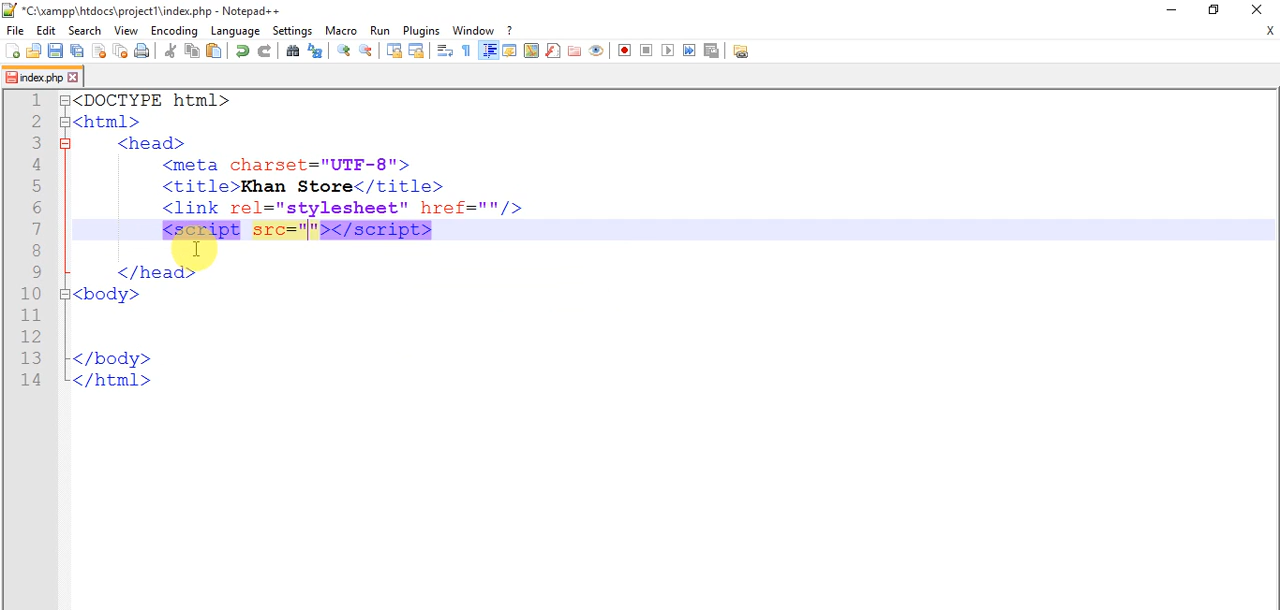 *C:\xampp\htdocs\project1\index.php - Notepad++
File Edit Search View Encoding Language Settings Macro Run Plugins Window ? X
index.php
1 <DOCTYPE html>
2 <html>
3 <head>
4 <meta charset="UTF-8">
5 <title>Khan Store</title>
6 <link rel="stylesheet" href=""/>
7 <script src=""></script>
8
9 </head>
10 <body>
11
12
13 </body>
14 </html>